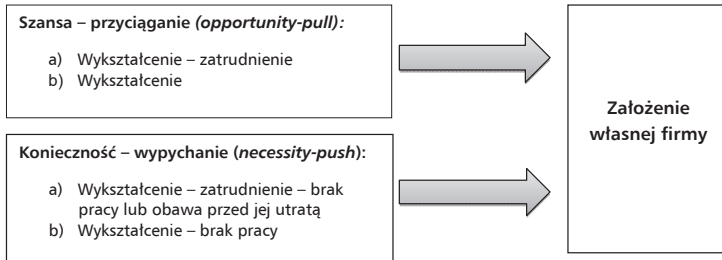 Szansa – przyciąganie (opportunity-pull):
a) Wykształcenie – zatrudnienie
b) Wykształcenie
Konieczność – wypychanie (necessity-push):
a) Wykształcenie – zatrudnienie – brak
pracy lub obawa przed jej utratą
b) Wykształcenie – brak pracy
Założenie
własnej firmy